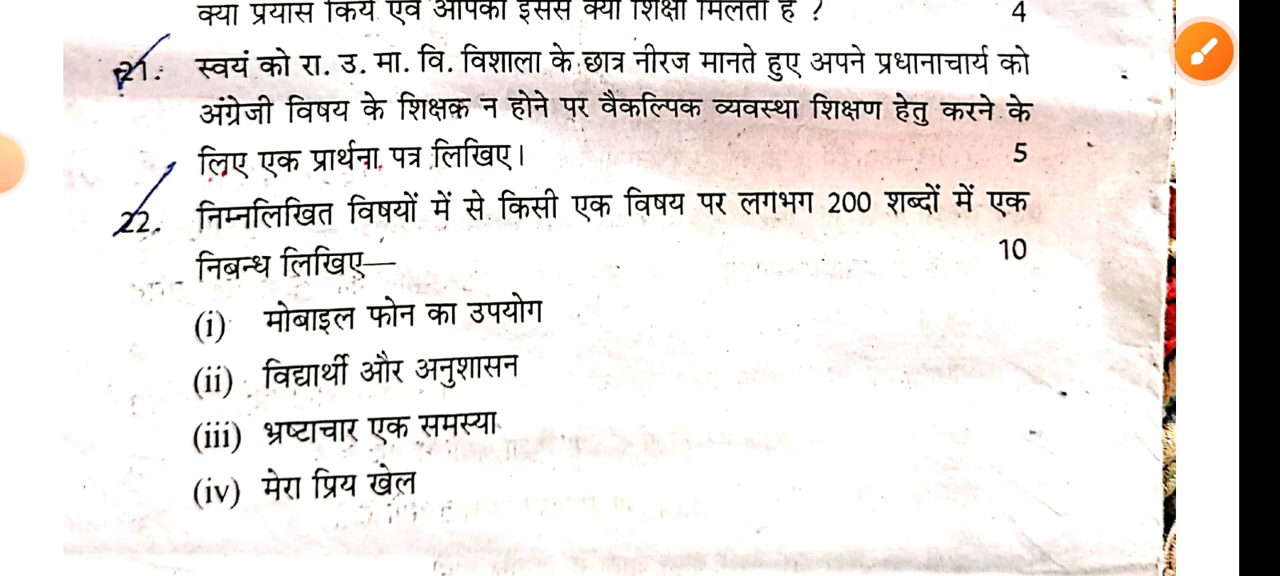 क्या प्रयास किये एवं आपको इससे क्या शिक्षा मिलती है ? 4
21. स्वयं को रा. उ. मा. वि. विशाला के छात्र नीरज मानते हुए अपने प्रधानाचार्य को
अंग्रेजी विषय के शिक्षक न होने पर वैकल्पिक व्यवस्था शिक्षण हेतु करने के
लिए एक प्रार्थना पत्र लिखिए। 5
22. निम्नलिखित विषयों में से किसी एक विषय पर लगभग 200 शब्दों में एक
निबन्ध लिखिए— 10
(i) मोबाइल फोन का उपयोग
(ii) विद्यार्थी और अनुशासन
(iii) भ्रष्टाचार एक समस्या
(iv) मेरा प्रिय खेल